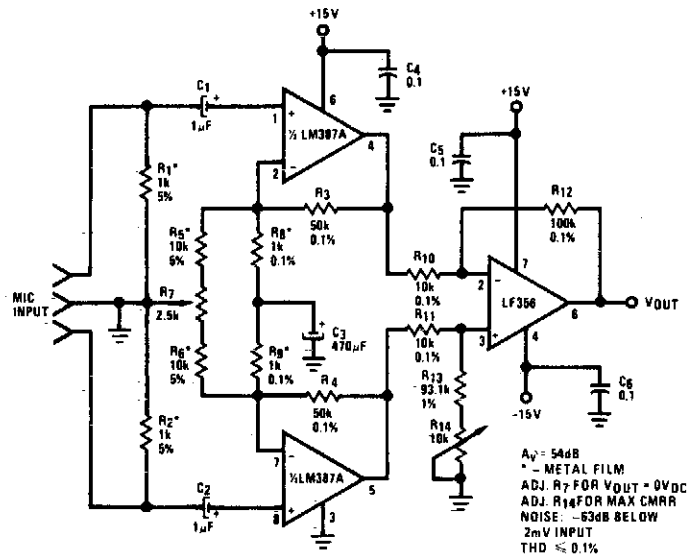 +15V
C4
0.1
C1
1µF
6
1
+
½ LM387A
4
2
–
+15V
C5
0.1
R1*
1k
5%
R3
50k
0.1%
R12
100k
0.1%
R5*
10k
5%
R8*
1k
0.1%
R10
10k
0.1%
7
2
–
LF356
6
VOUT
MIC
INPUT
R7
2.5k
C3
470µF
R11
10k
0.1%
3
+
4
R6*
10k
5%
R9*
1k
0.1%
R4
50k
0.1%
R13
93.1k
1%
C6
0.1
-15V
R2*
1k
5%
R14
10k
7
–
½LM387A
5
8
+
3
C2
1µF
AV = 54dB
* – METAL FILM
ADJ. R7 FOR VOUT = 0VDC
ADJ. R14 FOR MAX CMRR
NOISE: –63dB BELOW
2mV INPUT
THD ≤ 0.1%